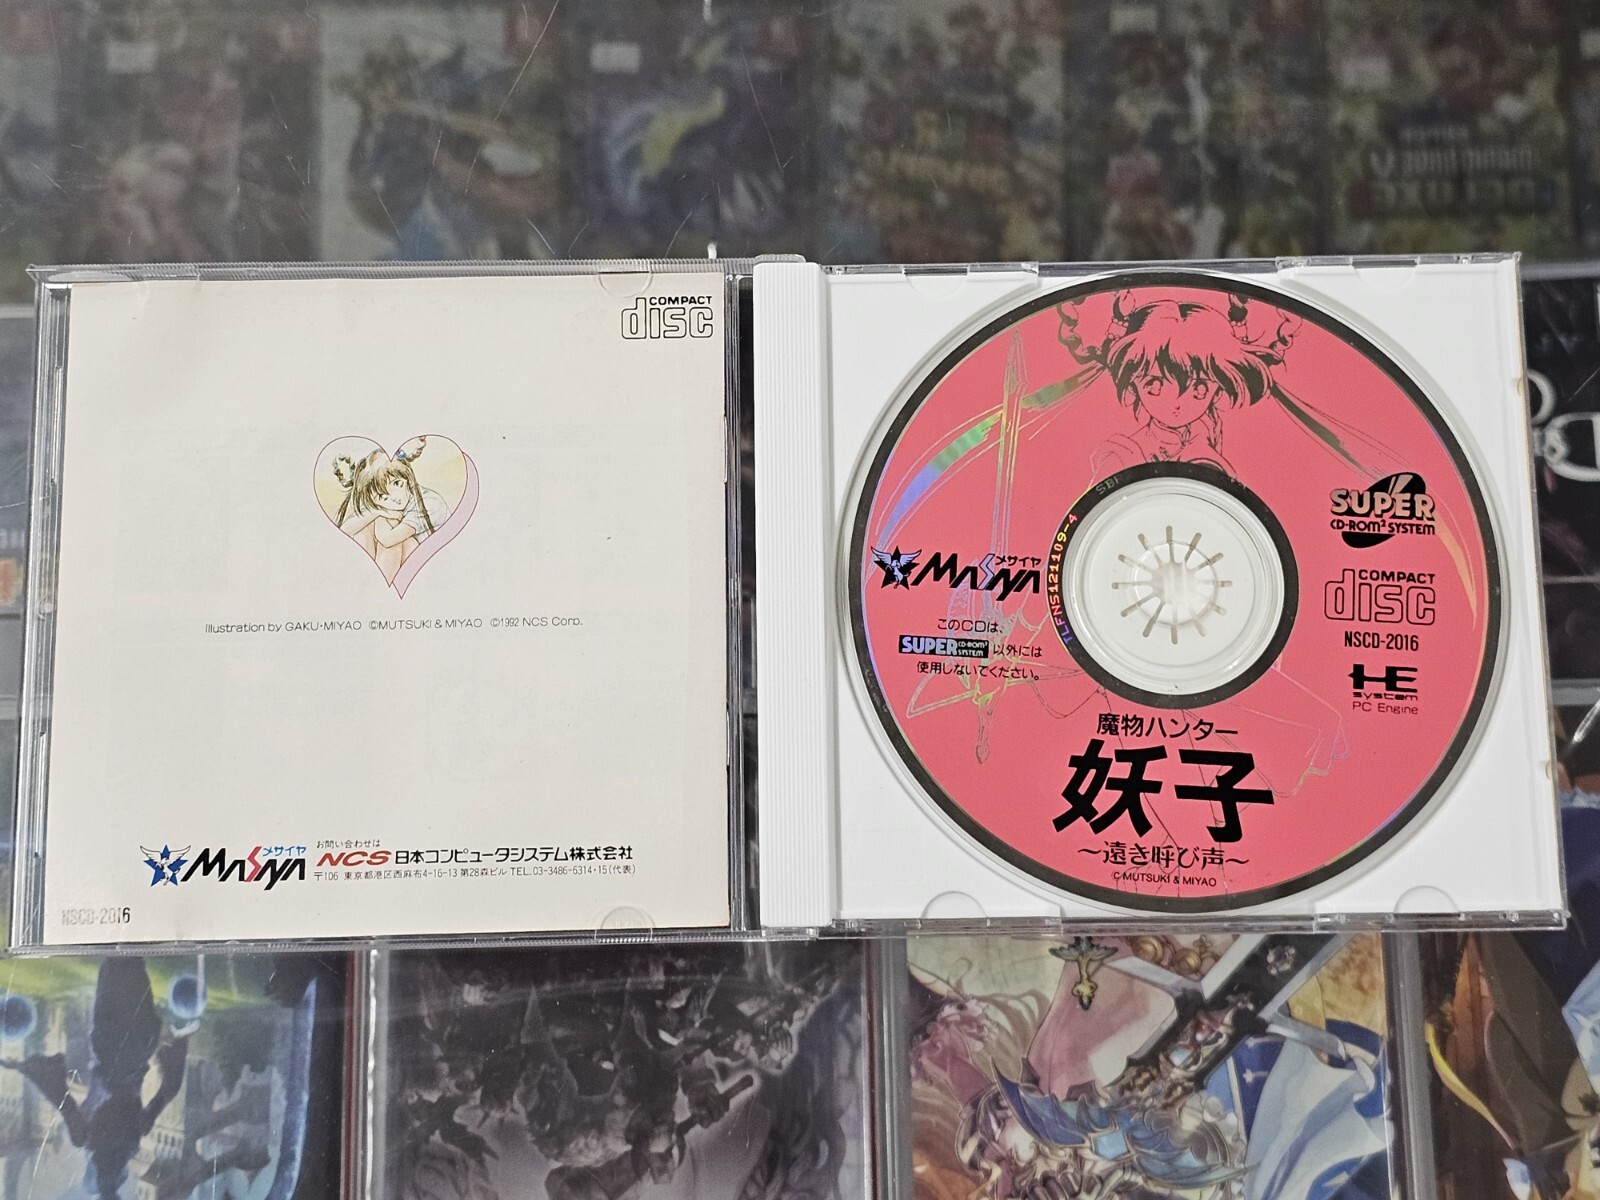 COMPACT
disc
Illustration by GAKU・MIYAO ©MUTSUKI & MIYAO ©1992 NCS Corp.
MASAYA メサイヤ
お問い合わせは
NCS 日本コンピュータシステム株式会社
〒106 東京都港区西麻布4-16-13 第28森ビル TEL.03-3486-6314・15(代表)
NSCD-2016
SUPER
CD-ROM² SYSTEM
TLFNS121109-4
MASAYA メサイヤ
COMPACT
disc
NSCD-2016
このCDは、
SUPER CD-ROM² SYSTEM 以外には
使用しないでください。
HE
system
PC Engine
魔物ハンター
妖子
～遠き呼び声～
© MUTSUKI & MIYAO